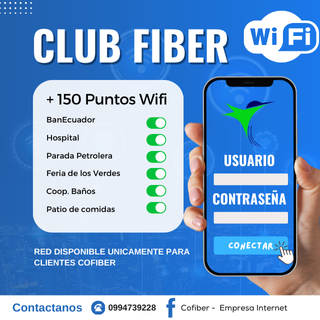 CLUB FIBER
WiFi
+ 150 Puntos Wifi
BanEcuador
Hospital
Parada Petrolera
Feria de los Verdes
Coop. Baños
Patio de comidas
USUARIO
CONTRASEÑA
CONECTAR
RED DISPONIBLE UNICAMENTE PARA
CLIENTES COFIBER
Contactanos
0994739228
f
Cofiber - Empresa Internet